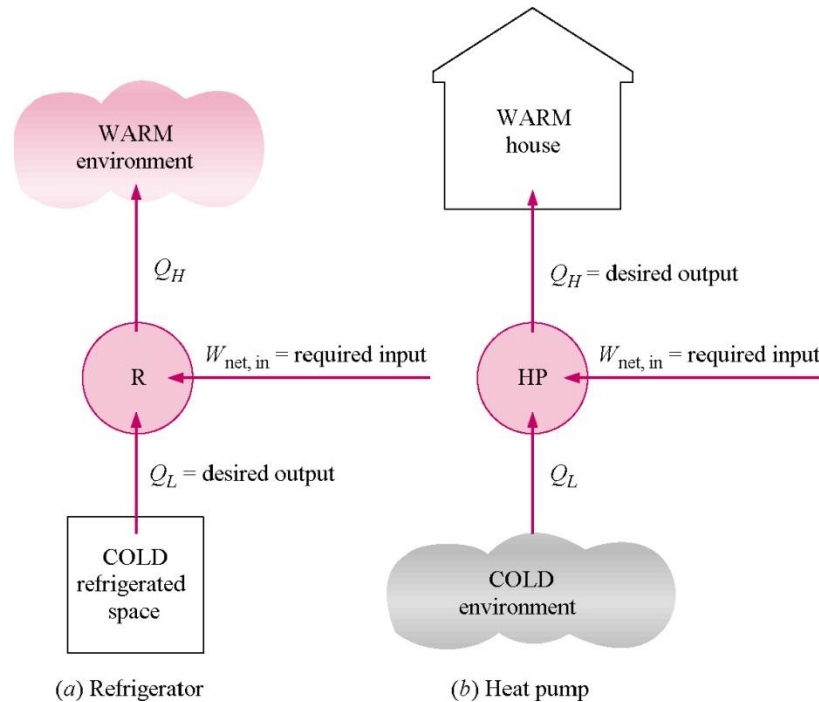 WARM
environment
Q_H
W_net, in = required input
R
Q_L = desired output
COLD
refrigerated
space
(a) Refrigerator
WARM
house
Q_H = desired output
W_net, in = required input
HP
Q_L
COLD
environment
(b) Heat pump